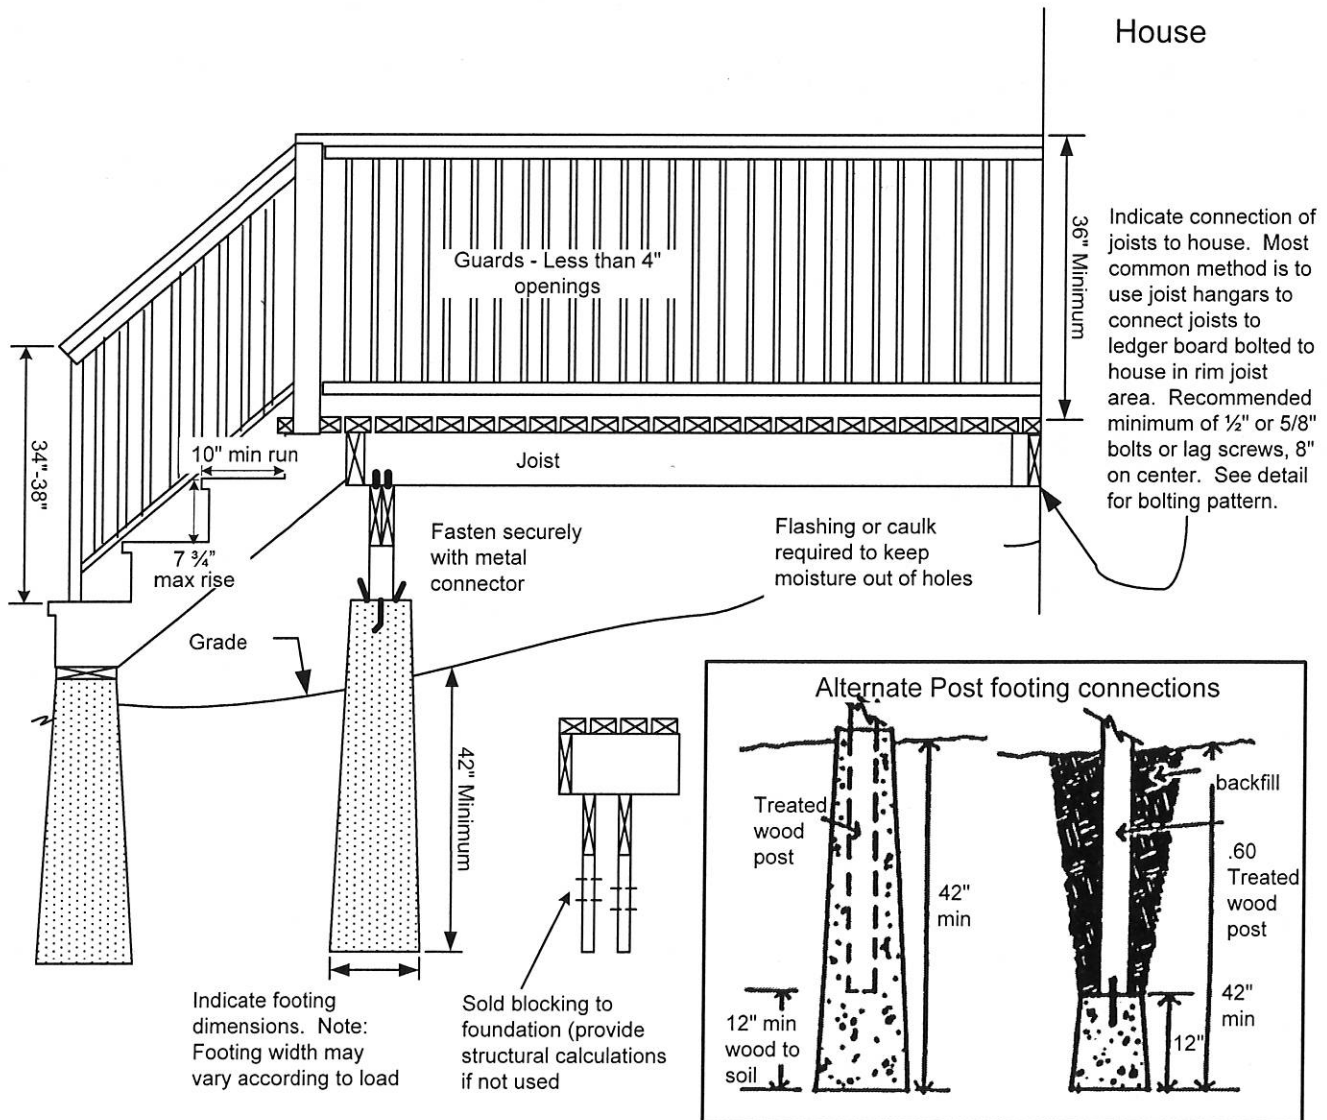 House
Guards - Less than 4"
openings
36" Minimum
Indicate connection of
joists to house. Most
common method is to
use joist hangars to
connect joists to
ledger board bolted to
house in rim joist
area. Recommended
minimum of ½" or 5/8"
bolts or lag screws, 8"
on center. See detail
for bolting pattern.
34"-38"
10" min run
7 ¾"
max rise
Joist
Fasten securely
with metal
connector
Flashing or caulk
required to keep
moisture out of holes
Grade
42" Minimum
Indicate footing
dimensions. Note:
Footing width may
vary according to load
Sold blocking to
foundation (provide
structural calculations
if not used
Alternate Post footing connections
Treated
wood
post
42"
min
12" min
wood to
soil
backfill
.60
Treated
wood
post
42"
min
12"